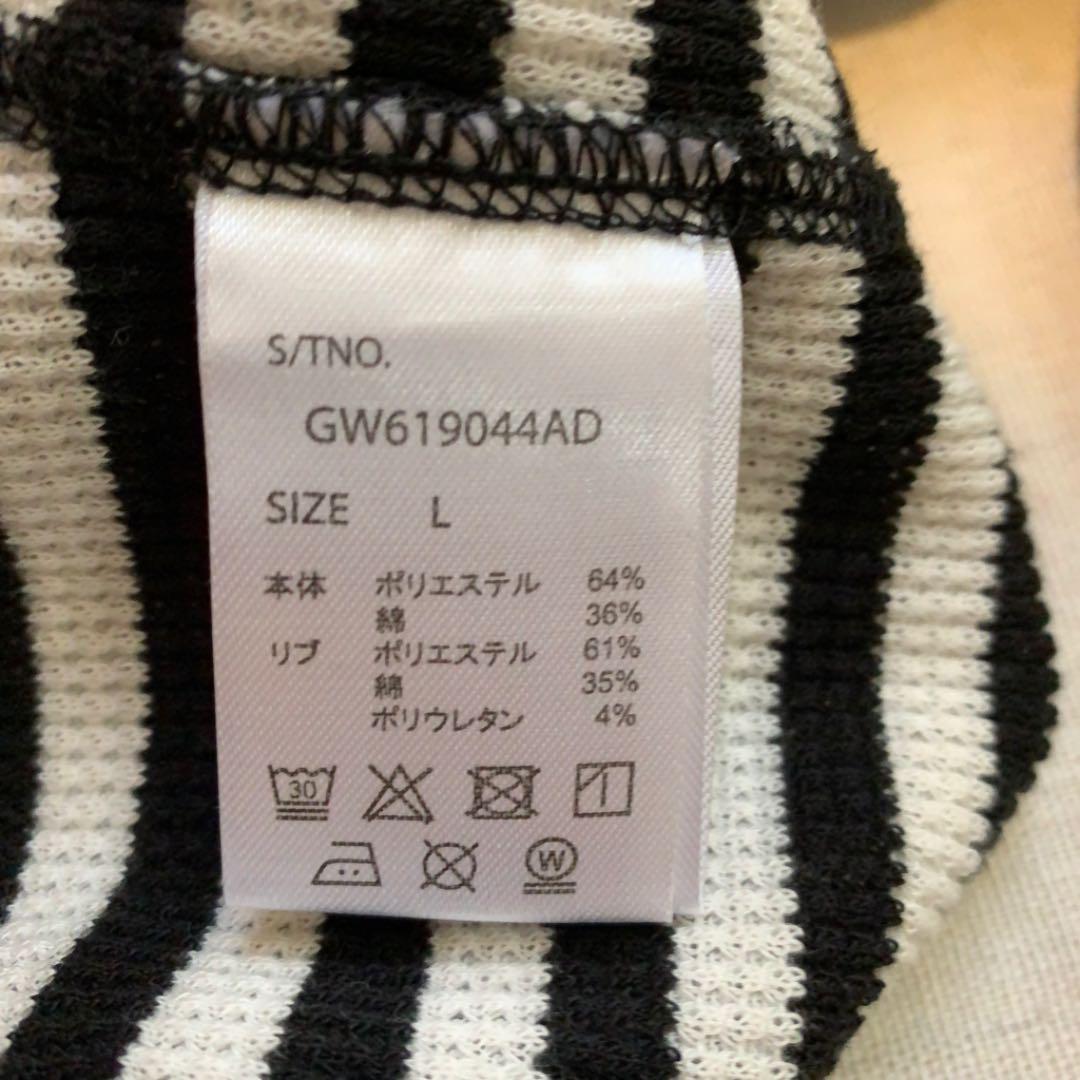 S/TNO.
GW619044AD
SIZE L
本体 ポリエステル 64%
綿 36%
リブ ポリエステル 61%
綿 35%
ポリウレタン 4%
30
W